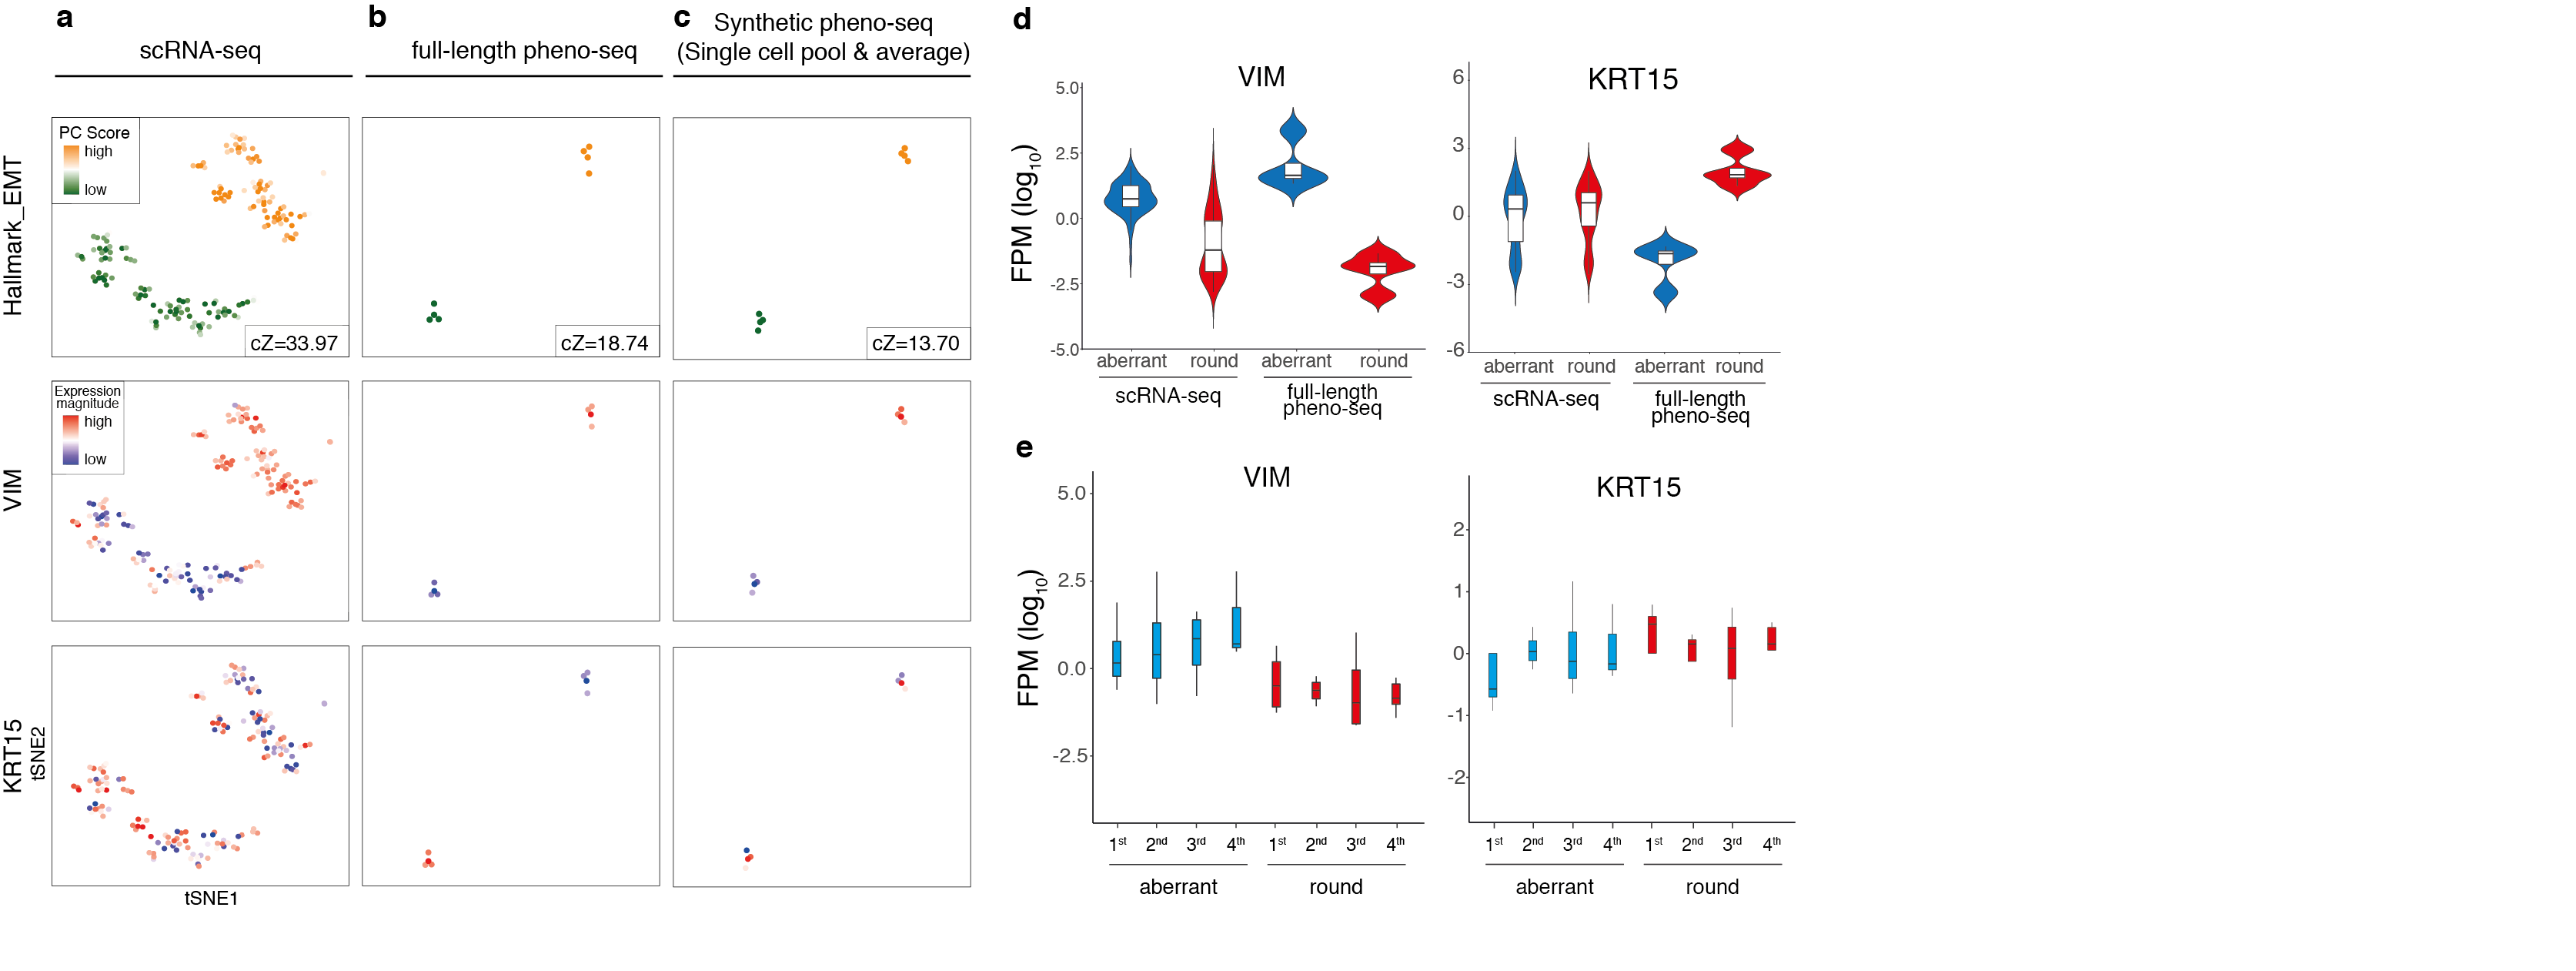 a
scRNA-seq
b
full-length pheno-seq
c
Synthetic pheno-seq
(Single cell pool & average)
Hallmark_EMT
PC Score
high
low
cZ=33.97
cZ=18.74
cZ=13.70
VIM
Expression
magnitude
high
low
KRT15
tSNE2
tSNE1
d
FPM (log10)
VIM
5.0
2.5
0.0
-2.5
-5.0
aberrant round aberrant round
scRNA-seq
full-length
pheno-seq
KRT15
6
3
0
-3
-6
aberrant round aberrant round
scRNA-seq
full-length
pheno-seq
e
FPM (log10)
VIM
5.0
2.5
0.0
-2.5
1st 2nd 3rd 4th 1st 2nd 3rd 4th
aberrant round
KRT15
2
1
0
-1
-2
1st 2nd 3rd 4th 1st 2nd 3rd 4th
aberrant round